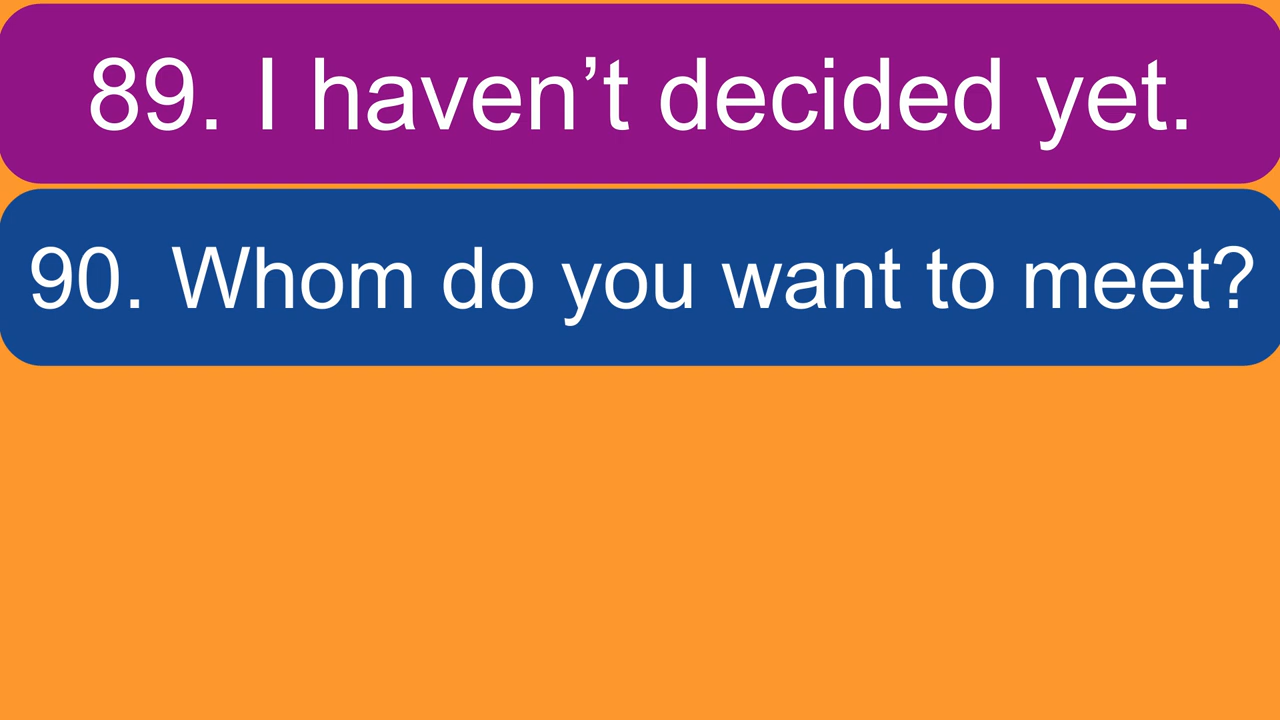 89. I haven’t decided yet.
90. Whom do you want to meet?